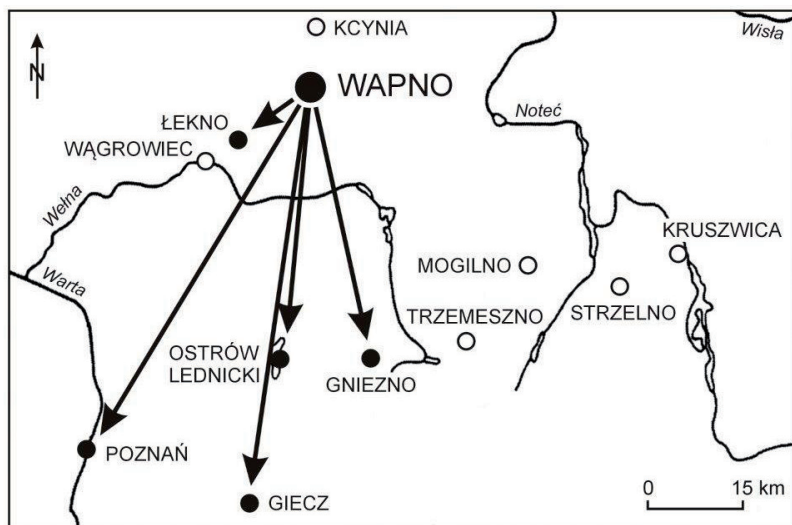 KCYNIA
Wisła
N
WAPNO
Noteć
ŁEKNO
WĄGROWIEC
Wełna
KRUSZWICA
MOGILNO
Warta
STRZELNO
TRZEMESZNO
OSTRÓW
LEDNICKI
GNIEZNO
POZNAŃ
GIECZ
0 15 km